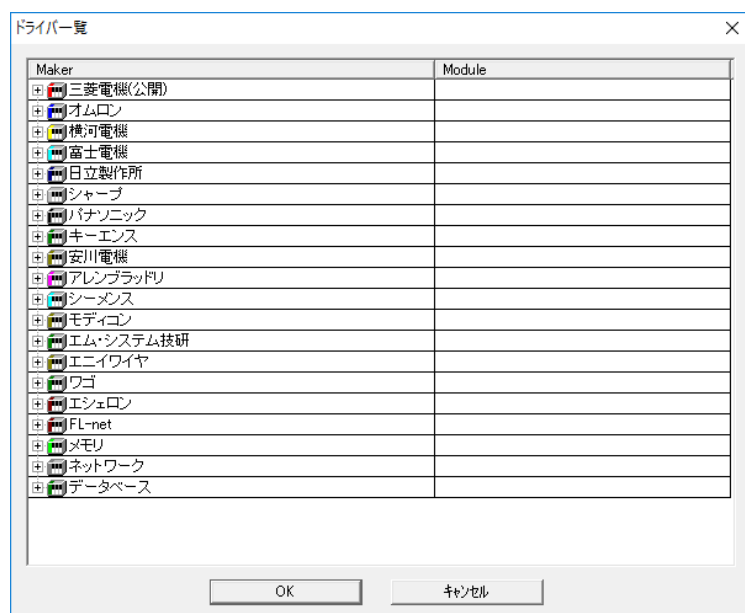 ドライバ一覧
Maker Module
三菱電機(公開)
オムロン
横河電機
富士電機
日立製作所
シャープ
パナソニック
キーエンス
安川電機
アレンブラッドリ
シーメンス
モディコン
エム・システム技研
エニイワイヤ
ワゴ
エシェロン
FL-net
メモリ
ネットワーク
データベース
OK キャンセル